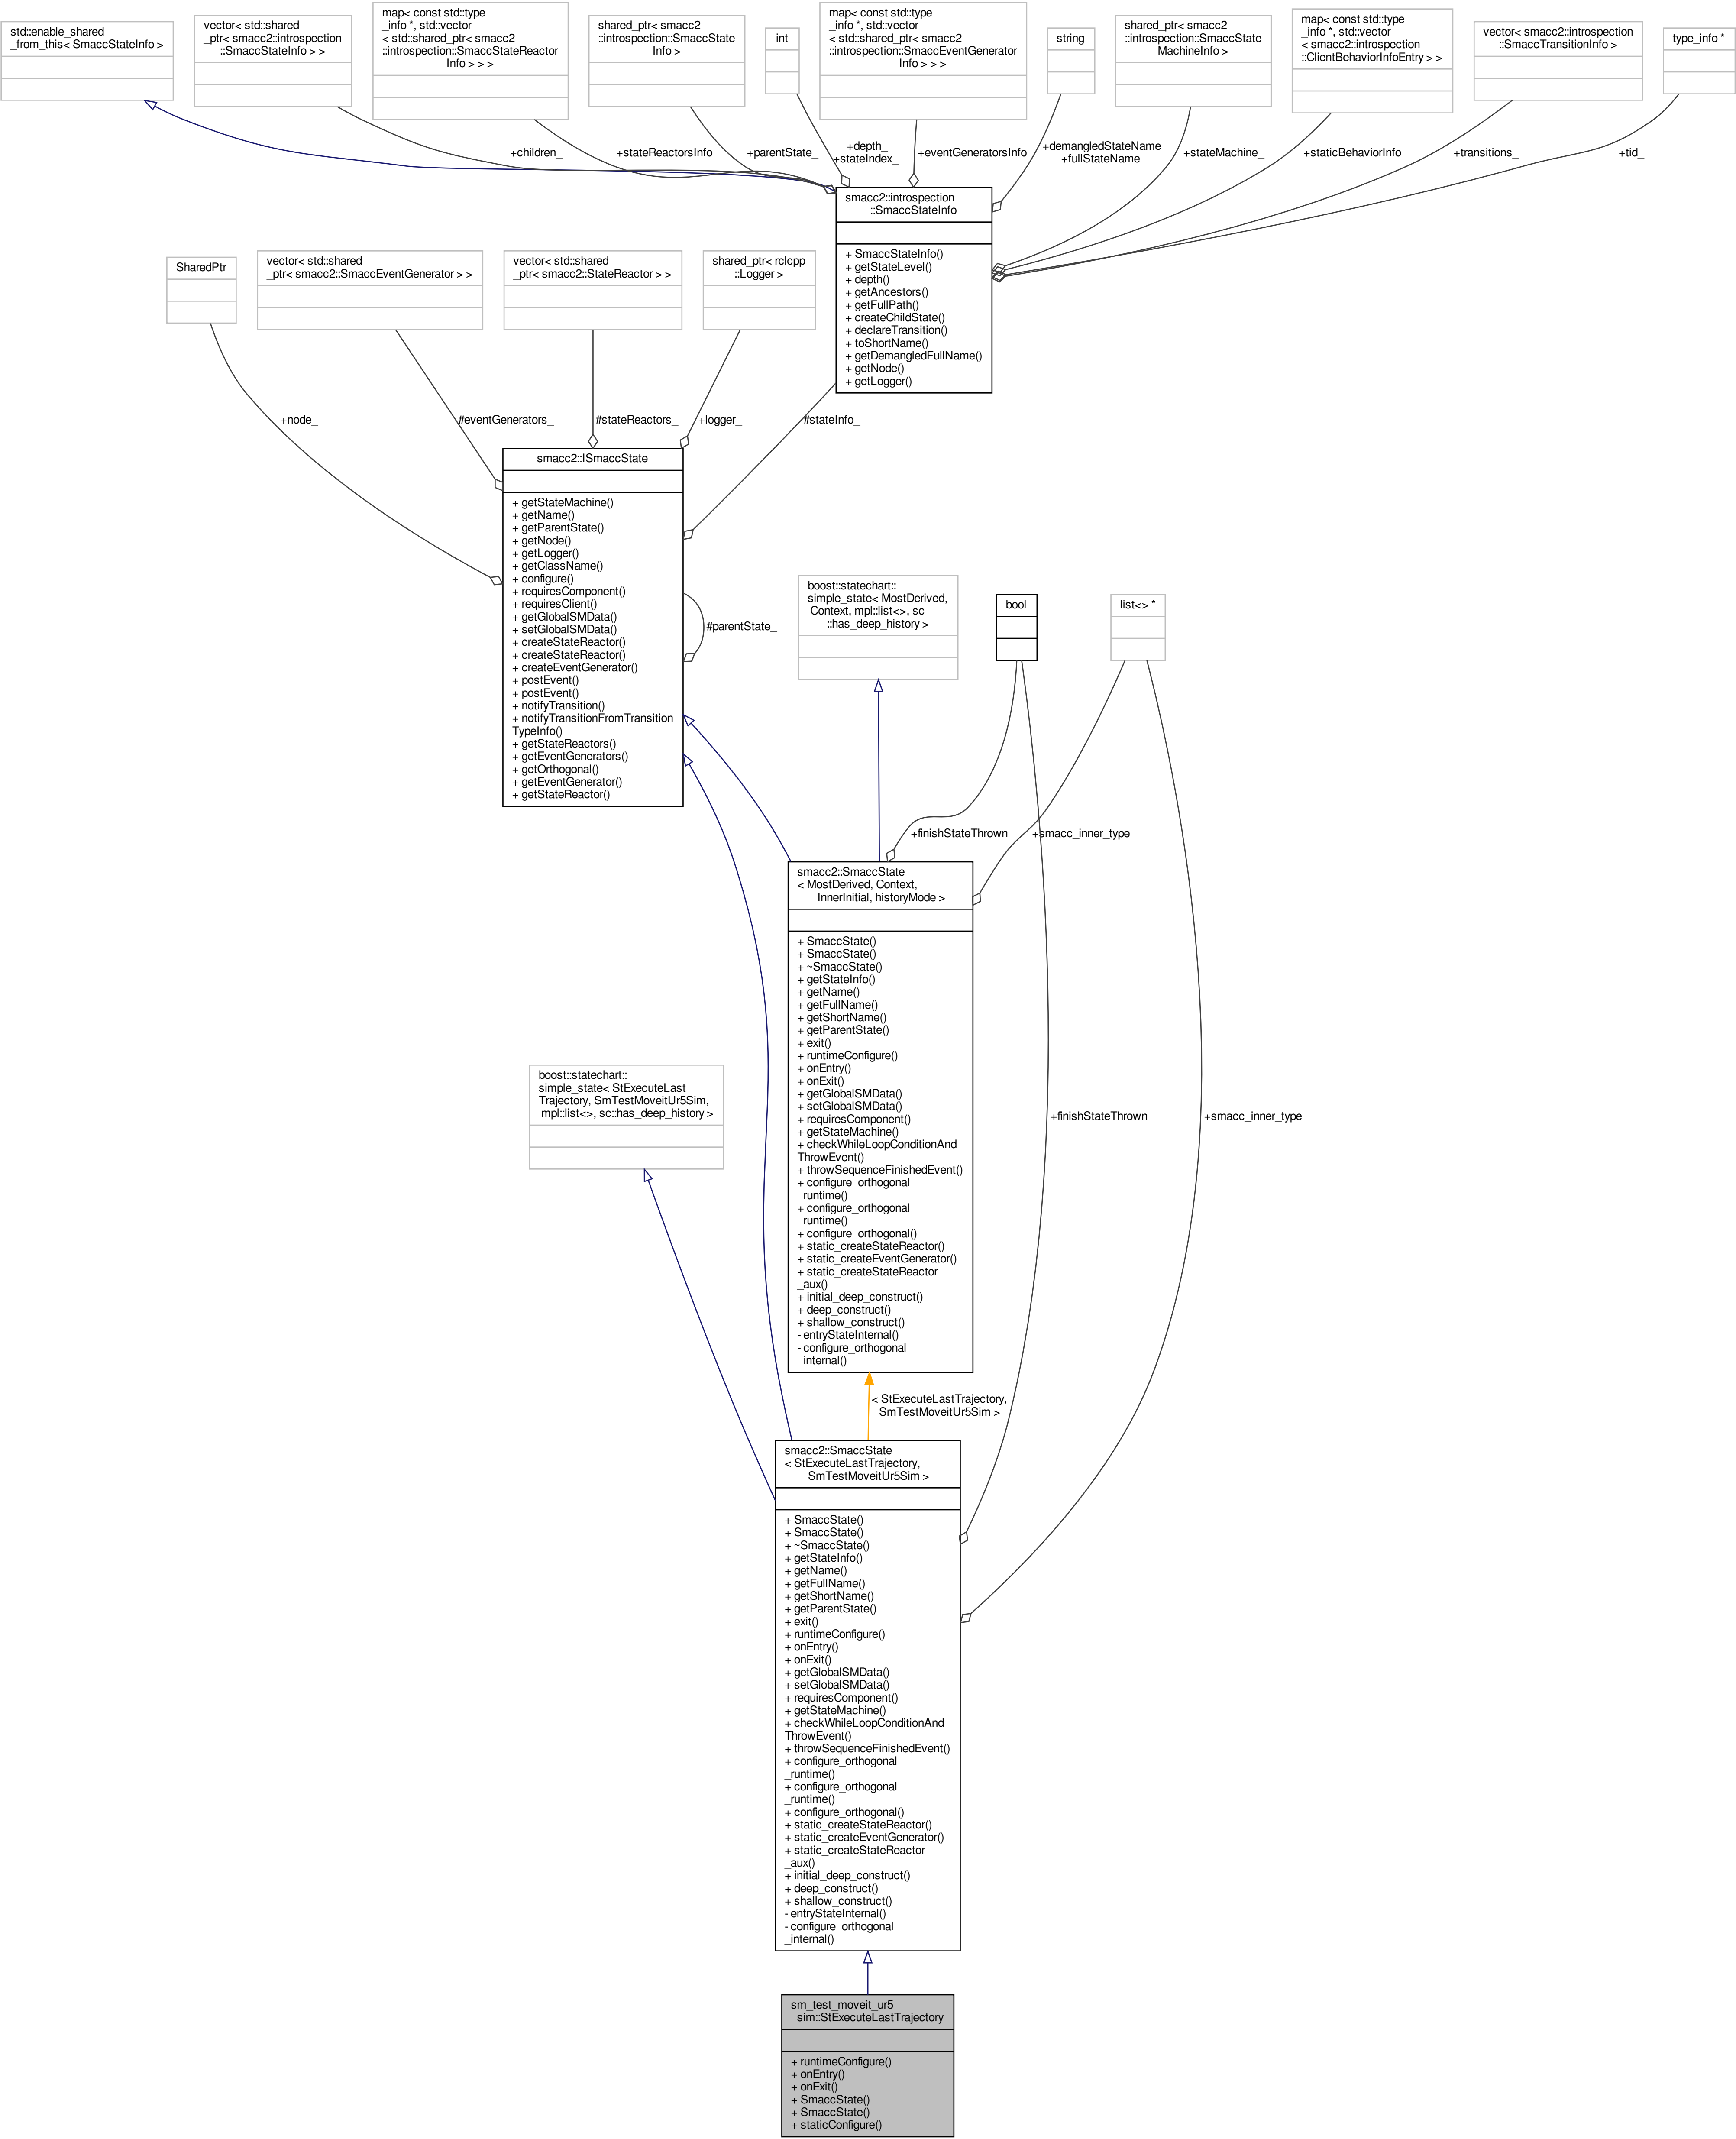 std::enable_shared
_from_this< SmaccStateInfo >
vector< std::shared
_ptr< smacc2::introspection
::SmaccStateInfo > >
map< const std::type
_info *, std::vector
< std::shared_ptr< smacc2
::introspection::SmaccStateReactor
Info > > >
shared_ptr< smacc2
::introspection::SmaccState
Info >
int
map< const std::type
_info *, std::vector
< std::shared_ptr< smacc2
::introspection::SmaccEventGenerator
Info > > >
string
shared_ptr< smacc2
::introspection::SmaccState
MachineInfo >
map< const std::type
_info *, std::vector
< smacc2::introspection
::ClientBehaviorInfoEntry > >
vector< smacc2::introspection
::SmaccTransitionInfo >
type_info *
+children_
+stateReactorsInfo
+parentState_
+depth_
+stateIndex_
+eventGeneratorsInfo
+demangledStateName
+fullStateName
+stateMachine_
+staticBehaviorInfo
+transitions_
+tid_
smacc2::introspection
::SmaccStateInfo
+ SmaccStateInfo()
+ getStateLevel()
+ depth()
+ getAncestors()
+ getFullPath()
+ createChildState()
+ declareTransition()
+ toShortName()
+ getDemangledFullName()
+ getNode()
+ getLogger()
SharedPtr
vector< std::shared
_ptr< smacc2::SmaccEventGenerator > >
vector< std::shared
_ptr< smacc2::StateReactor > >
shared_ptr< rclcpp
::Logger >
+node_
#eventGenerators_
#stateReactors_
+logger_
#stateInfo_
smacc2::ISmaccState
+ getStateMachine()
+ getName()
+ getParentState()
+ getNode()
+ getLogger()
+ getClassName()
+ configure()
+ requiresComponent()
+ requiresClient()
+ getGlobalSMData()
+ setGlobalSMData()
+ createStateReactor()
+ createStateReactor()
+ createEventGenerator()
+ postEvent()
+ postEvent()
+ notifyTransition()
+ notifyTransitionFromTransition
TypeInfo()
+ getStateReactors()
+ getEventGenerators()
+ getOrthogonal()
+ getEventGenerator()
+ getStateReactor()
#parentState_
boost::statechart::
simple_state< MostDerived,
Context, mpl::list<>, sc
::has_deep_history >
bool
list<> *
+finishStateThrown
+smacc_inner_type
smacc2::SmaccState
< MostDerived, Context,
InnerInitial, historyMode >
+ SmaccState()
+ SmaccState()
+ ~SmaccState()
+ getStateInfo()
+ getName()
+ getFullName()
+ getShortName()
+ getParentState()
+ exit()
+ runtimeConfigure()
+ onEntry()
+ onExit()
+ getGlobalSMData()
+ setGlobalSMData()
+ requiresComponent()
+ getStateMachine()
+ checkWhileLoopConditionAnd
ThrowEvent()
+ throwSequenceFinishedEvent()
+ configure_orthogonal
_runtime()
+ configure_orthogonal
_runtime()
+ configure_orthogonal()
+ static_createStateReactor()
+ static_createEventGenerator()
+ static_createStateReactor
_aux()
+ initial_deep_construct()
+ deep_construct()
+ shallow_construct()
- entryStateInternal()
- configure_orthogonal
_internal()
boost::statechart::
simple_state< StExecuteLast
Trajectory, SmTestMoveitUr5Sim,
mpl::list<>, sc::has_deep_history >
+finishStateThrown
+smacc_inner_type
< StExecuteLastTrajectory,
SmTestMoveitUr5Sim >
smacc2::SmaccState
< StExecuteLastTrajectory,
SmTestMoveitUr5Sim >
+ SmaccState()
+ SmaccState()
+ ~SmaccState()
+ getStateInfo()
+ getName()
+ getFullName()
+ getShortName()
+ getParentState()
+ exit()
+ runtimeConfigure()
+ onEntry()
+ onExit()
+ getGlobalSMData()
+ setGlobalSMData()
+ requiresComponent()
+ getStateMachine()
+ checkWhileLoopConditionAnd
ThrowEvent()
+ throwSequenceFinishedEvent()
+ configure_orthogonal
_runtime()
+ configure_orthogonal
_runtime()
+ configure_orthogonal()
+ static_createStateReactor()
+ static_createEventGenerator()
+ static_createStateReactor
_aux()
+ initial_deep_construct()
+ deep_construct()
+ shallow_construct()
- entryStateInternal()
- configure_orthogonal
_internal()
sm_test_moveit_ur5
_sim::StExecuteLastTrajectory
+ runtimeConfigure()
+ onEntry()
+ onExit()
+ SmaccState()
+ SmaccState()
+ staticConfigure()